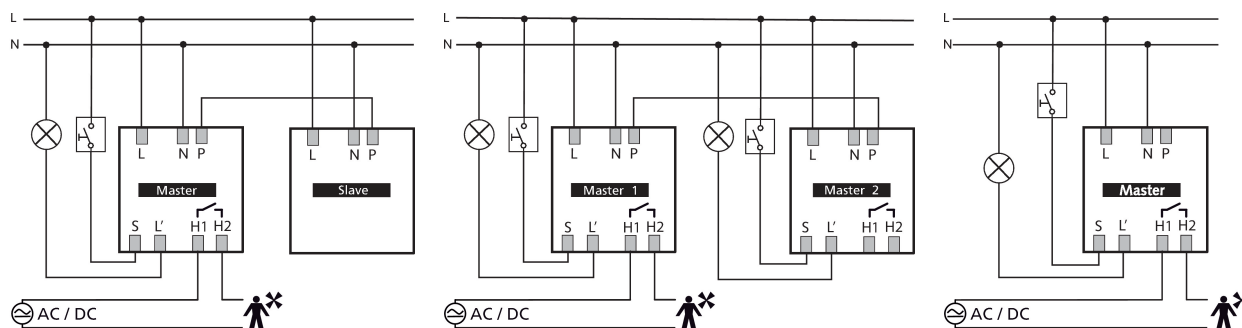 L
N
L N P
Master
S L' H1 H2
AC / DC
L N P
Slave
L
N
L N P
Master 1
S L' H1 H2
AC / DC
L N P
Master 2
S L' H1 H2
L
N
L N P
Master
S L' H1 H2
AC / DC